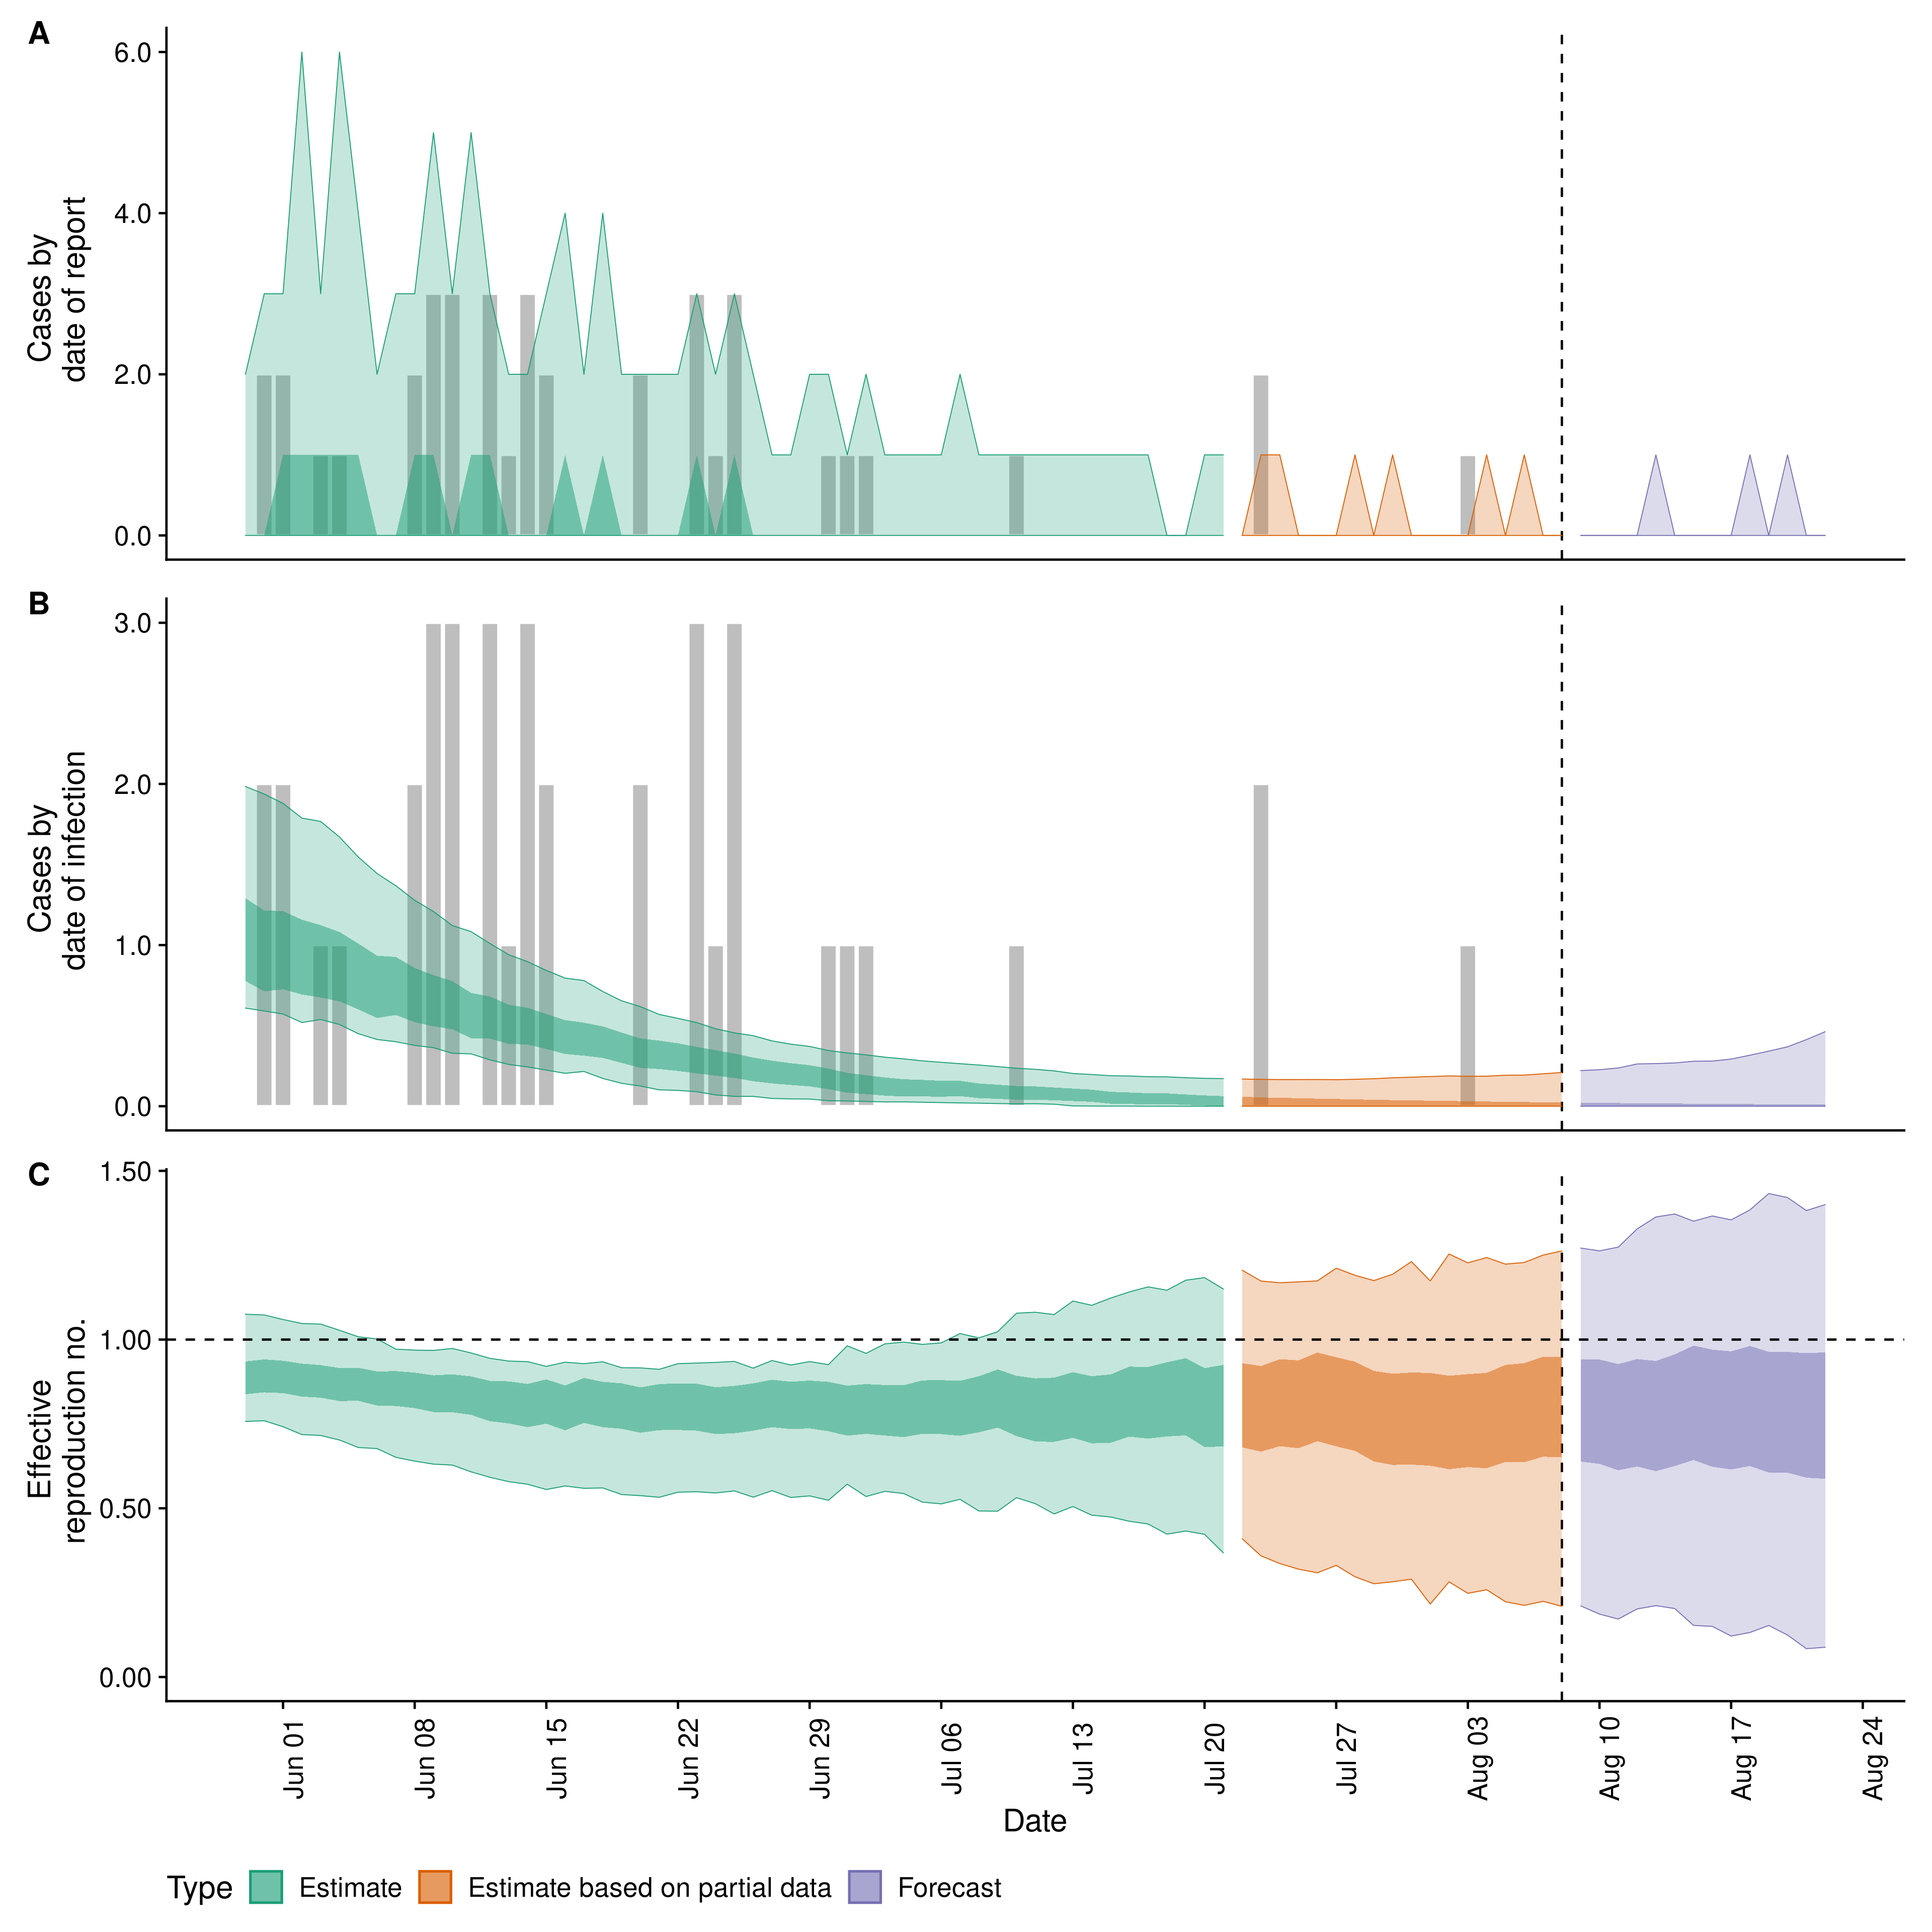 A
Cases by
date of report
6.0
4.0
2.0
0.0
B
Cases by
date of infection
3.0
2.0
1.0
0.0
C
Effective
reproduction no.
1.50
1.00
0.50
0.00
Jun 01
Jun 08
Jun 15
Jun 22
Jun 29
Jul 06
Jul 13
Jul 20
Jul 27
Aug 03
Aug 10
Aug 17
Aug 24
Date
Type Estimate Estimate based on partial data Forecast